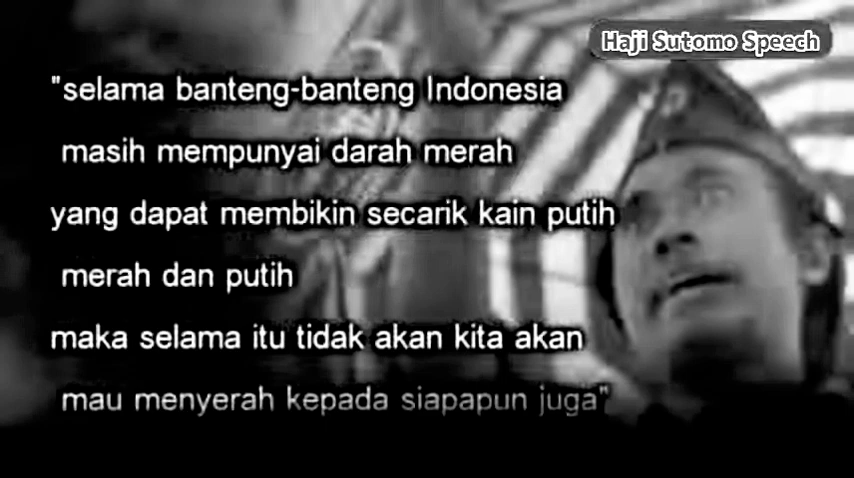 Haji Sutomo Speech
"selama banteng-banteng Indonesia
masih mempunyai darah merah
yang dapat membikin secarik kain putih
merah dan putih
maka selama itu tidak akan kita akan
mau menyerah kepada siapapun juga"